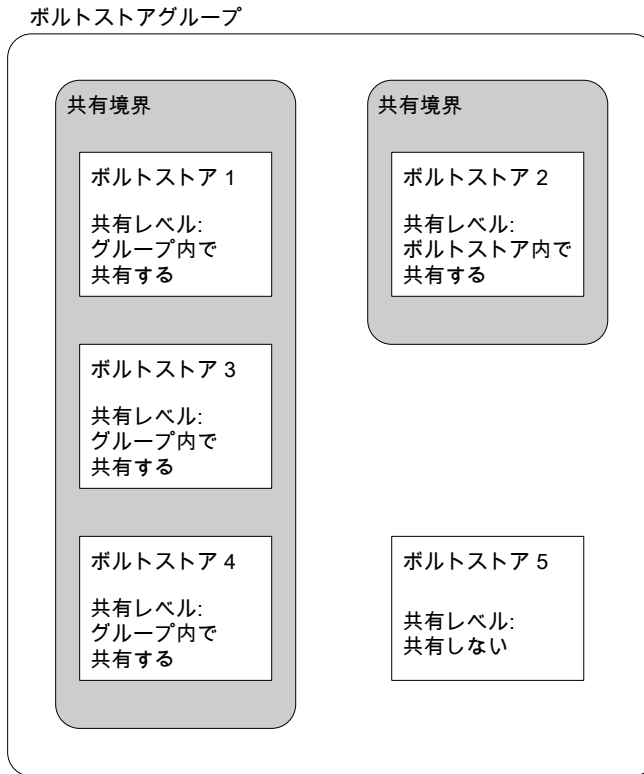 ボルトストアグループ
共有境界
ボルトストア 1
共有レベル:
グループ内で
共有する
ボルトストア 3
共有レベル:
グループ内で
共有する
ボルトストア 4
共有レベル:
グループ内で
共有する
共有境界
ボルトストア 2
共有レベル:
ボルトストア内で
共有する
ボルトストア 5
共有レベル:
共有しない